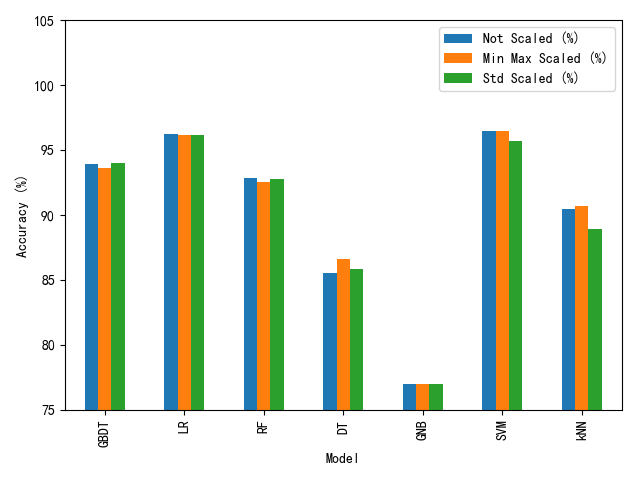 105
100
95
90
85
80
75
Accuracy (%)
Not Scaled (%)
Min Max Scaled (%)
Std Scaled (%)
GBDT
LR
RF
DT
GNB
SVM
kNN
Model